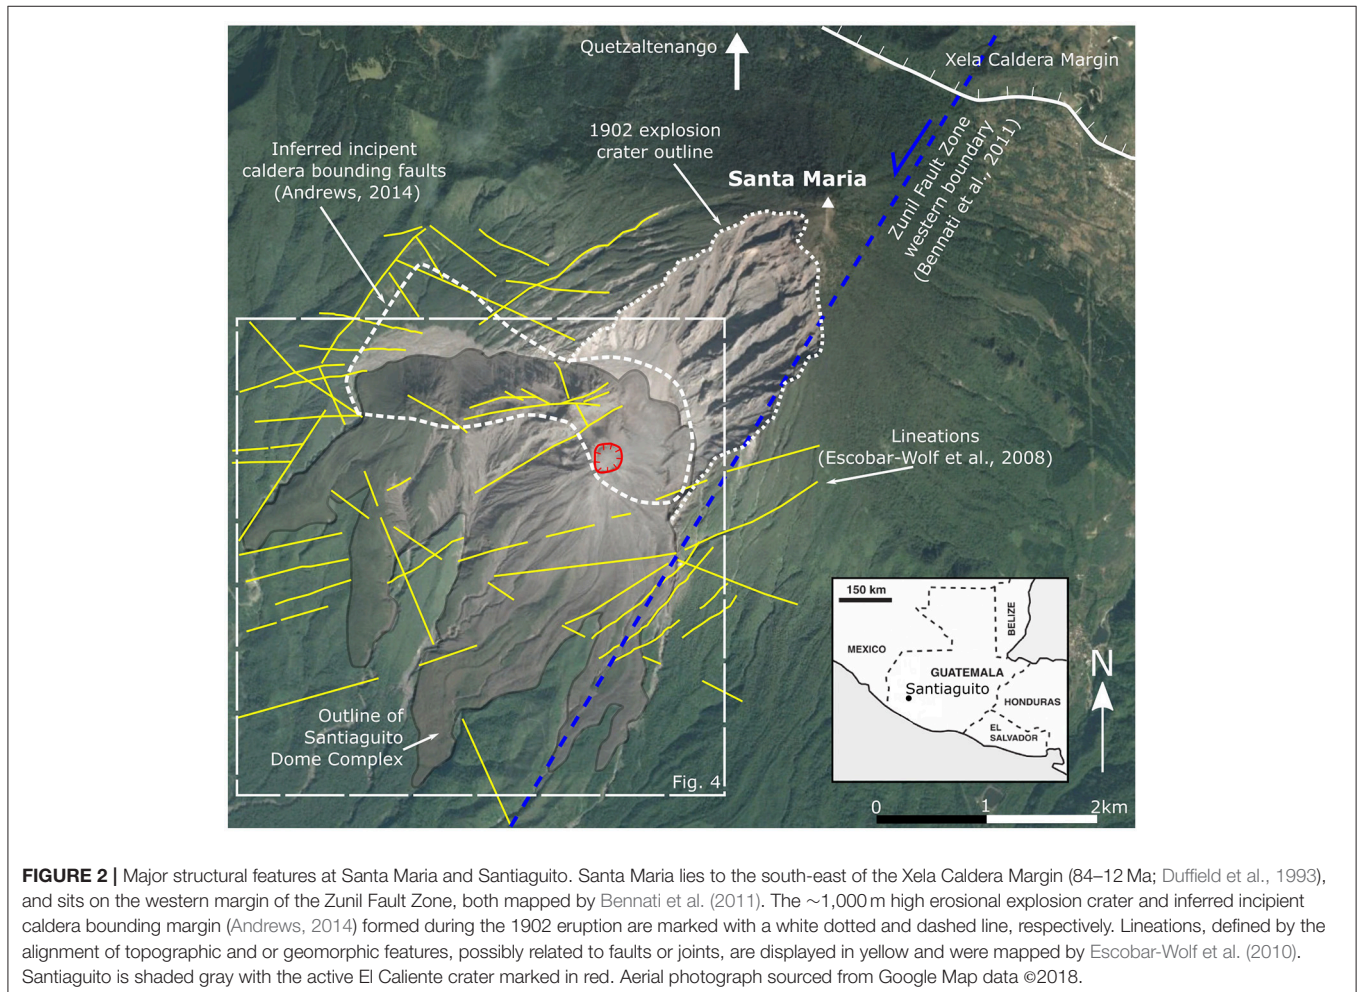 Quetzaltenango
Xela Caldera Margin
1902 explosion
crater outline
Inferred incipent
caldera bounding faults
(Andrews, 2014)
Santa Maria
Zunil Fault Zone
western boundary
(Bennati et al., 2011)
Lineations
(Escobar-Wolf et al., 2008)
150 km
MEXICO
BELIZE
GUATEMALA
Santiaguito
HONDURAS
EL
SALVADOR
N
Outline of
Santiaguito
Dome Complex
Fig. 4
0 1 2km
FIGURE 2 | Major structural features at Santa Maria and Santiaguito. Santa Maria lies to the south-east of the Xela Caldera Margin (84–12 Ma; Duffield et al., 1993),
and sits on the western margin of the Zunil Fault Zone, both mapped by Bennati et al. (2011). The ∼1,000 m high erosional explosion crater and inferred incipient
caldera bounding margin (Andrews, 2014) formed during the 1902 eruption are marked with a white dotted and dashed line, respectively. Lineations, defined by the
alignment of topographic and or geomorphic features, possibly related to faults or joints, are displayed in yellow and were mapped by Escobar-Wolf et al. (2010).
Santiaguito is shaded gray with the active El Caliente crater marked in red. Aerial photograph sourced from Google Map data ©2018.